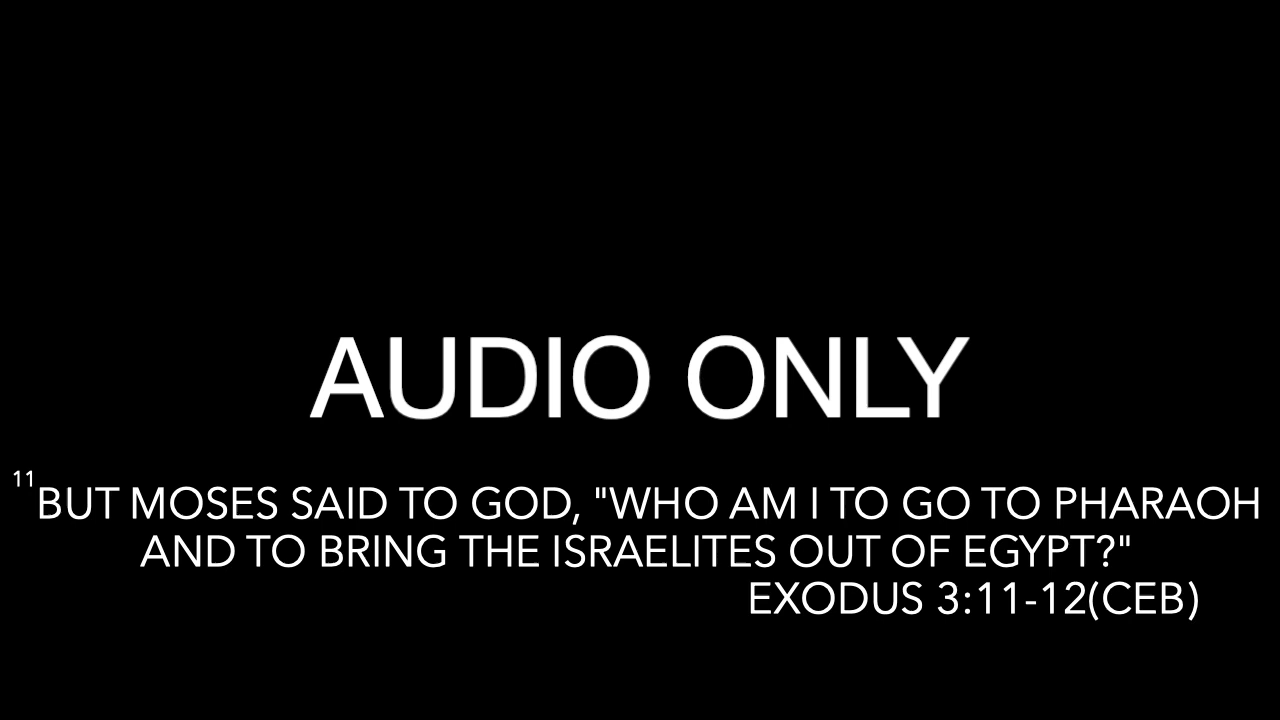 AUDIO ONLY
11BUT MOSES SAID TO GOD, "WHO AM I TO GO TO PHARAOH
AND TO BRING THE ISRAELITES OUT OF EGYPT?"
EXODUS 3:11-12(CEB)